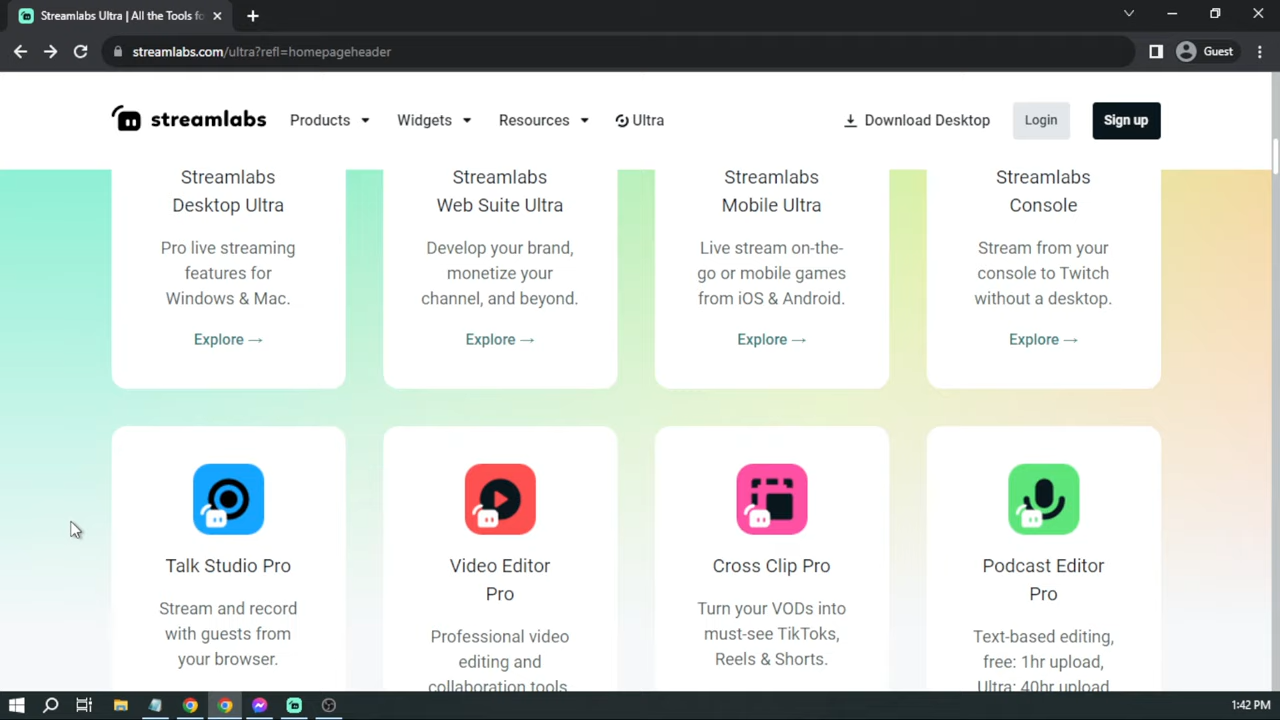 Streamlabs Ultra | All the Tools fo
streamlabs.com/ultra?refl=homepageheader
Guest
streamlabs
Products
Widgets
Resources
Ultra
Download Desktop
Login
Sign up
Streamlabs
Desktop Ultra
Pro live streaming
features for
Windows & Mac.
Explore →
Streamlabs
Web Suite Ultra
Develop your brand,
monetize your
channel, and beyond.
Explore →
Streamlabs
Mobile Ultra
Live stream on-the-
go or mobile games
from iOS & Android.
Explore →
Streamlabs
Console
Stream from your
console to Twitch
without a desktop.
Explore →
Talk Studio Pro
Stream and record
with guests from
your browser.
Video Editor
Pro
Professional video
editing and
collaboration tools
Cross Clip Pro
Turn your VODs into
must-see TikToks,
Reels & Shorts.
Podcast Editor
Pro
Text-based editing,
free: 1hr upload,
Ultra: 40hr upload
1:42 PM